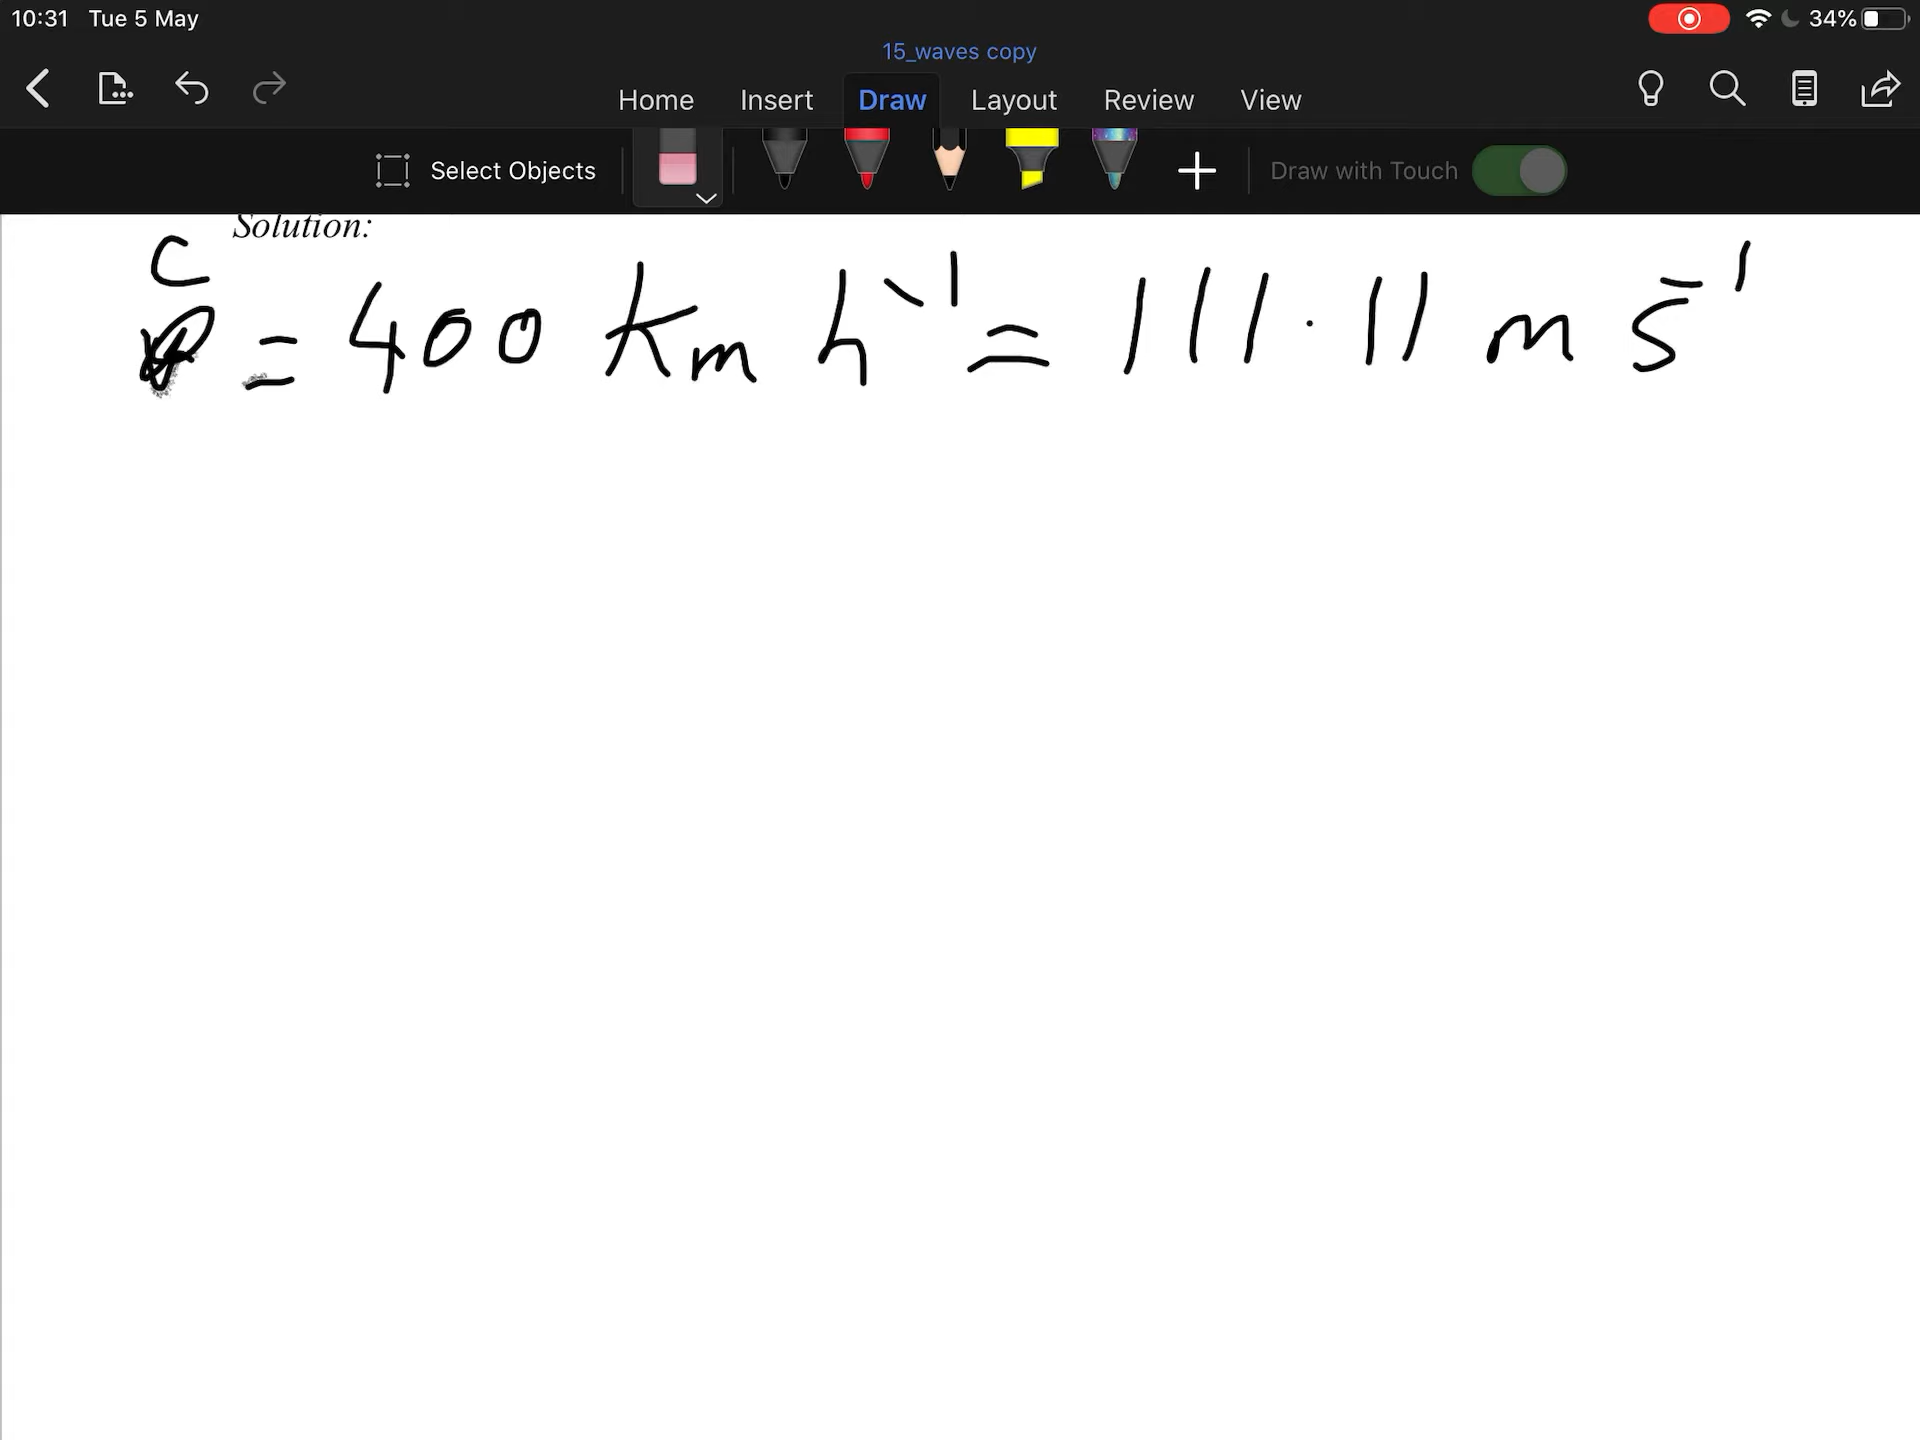 10:31 Tue 5 May 34%
15_waves copy
Home Insert Draw Layout Review View
Select Objects Draw with Touch
Solution:
C
= 400 km h⁻¹ = 111.11 m s⁻¹